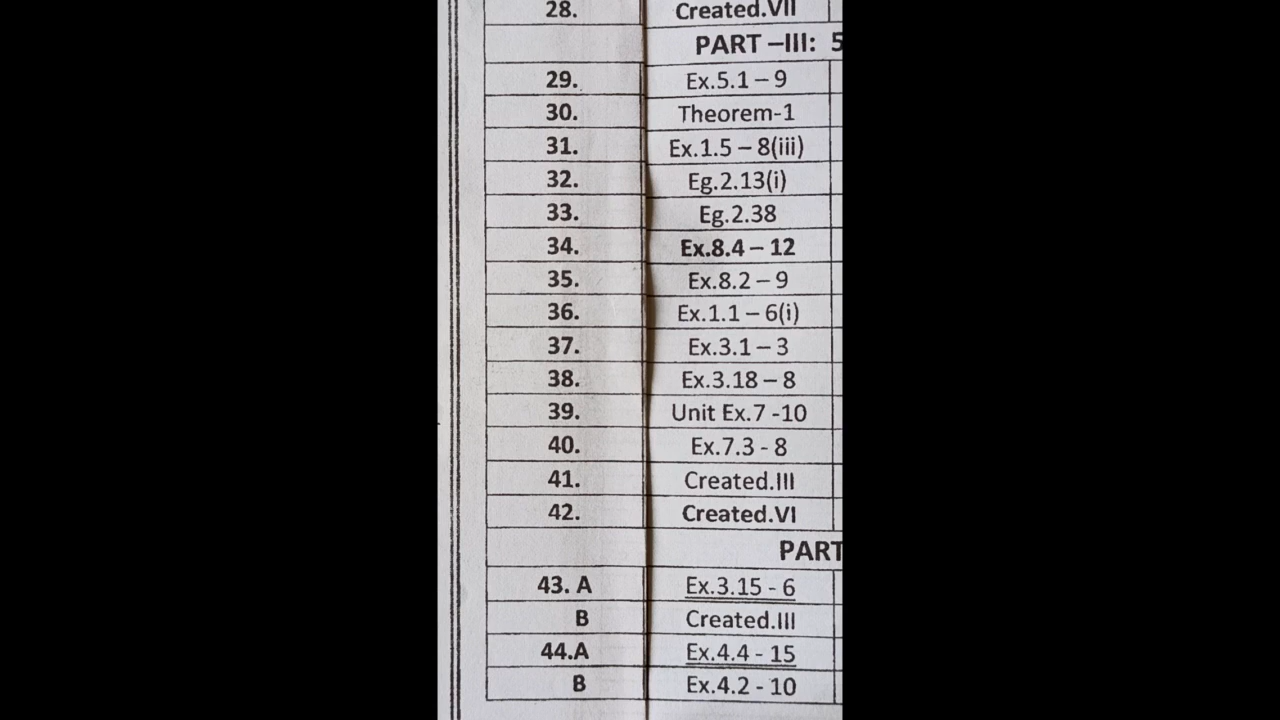 28. Created.VII
PART –III: 5
29. Ex.5.1 – 9
30. Theorem-1
31. Ex.1.5 – 8(iii)
32. Eg.2.13(i)
33. Eg.2.38
34. Ex.8.4 – 12
35. Ex.8.2 – 9
36. Ex.1.1 – 6(i)
37. Ex.3.1 – 3
38. Ex.3.18 – 8
39. Unit Ex.7 -10
40. Ex.7.3 - 8
41. Created.III
42. Created.VI
PART
43. A Ex.3.15 - 6
B Created.III
44.A Ex.4.4 - 15
B Ex.4.2 - 10